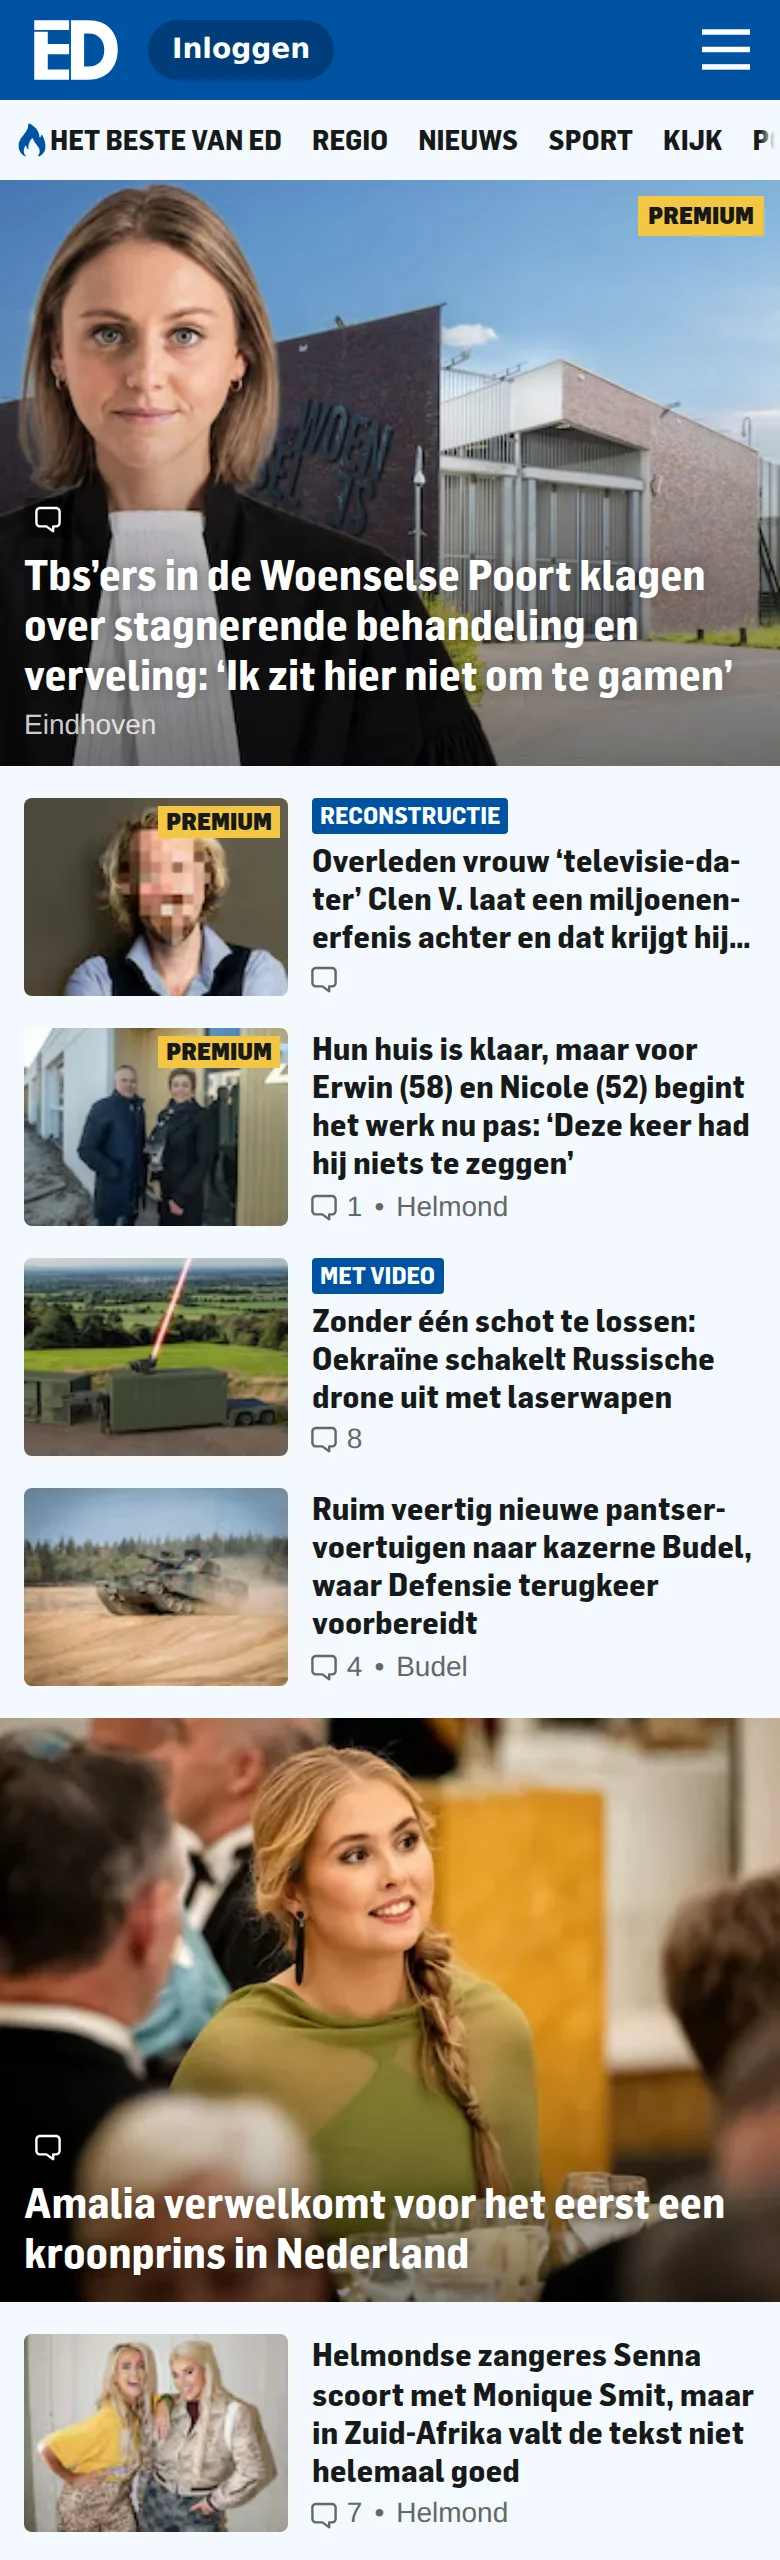 ED Inloggen
HET BESTE VAN ED REGIO NIEUWS SPORT KIJK
PREMIUM
WOEN
SEL IS
Tbs’ers in de Woenselse Poort klagen
over stagnerende behandeling en
verveling: ‘Ik zit hier niet om te gamen’
Eindhoven
PREMIUM
RECONSTRUCTIE
Overleden vrouw ‘televisie-da-
ter’ Clen V. laat een miljoenen-
erfenis achter en dat krijgt hij...
PREMIUM
Hun huis is klaar, maar voor
Erwin (58) en Nicole (52) begint
het werk nu pas: ‘Deze keer had
hij niets te zeggen’
1 • Helmond
MET VIDEO
Zonder één schot te lossen:
Oekraïne schakelt Russische
drone uit met laserwapen
8
Ruim veertig nieuwe pantser-
voertuigen naar kazerne Budel,
waar Defensie terugkeer
voorbereidt
4 • Budel
Amalia verwelkomt voor het eerst een
kroonprins in Nederland
Helmondse zangeres Senna
scoort met Monique Smit, maar
in Zuid-Afrika valt de tekst niet
helemaal goed
7 • Helmond